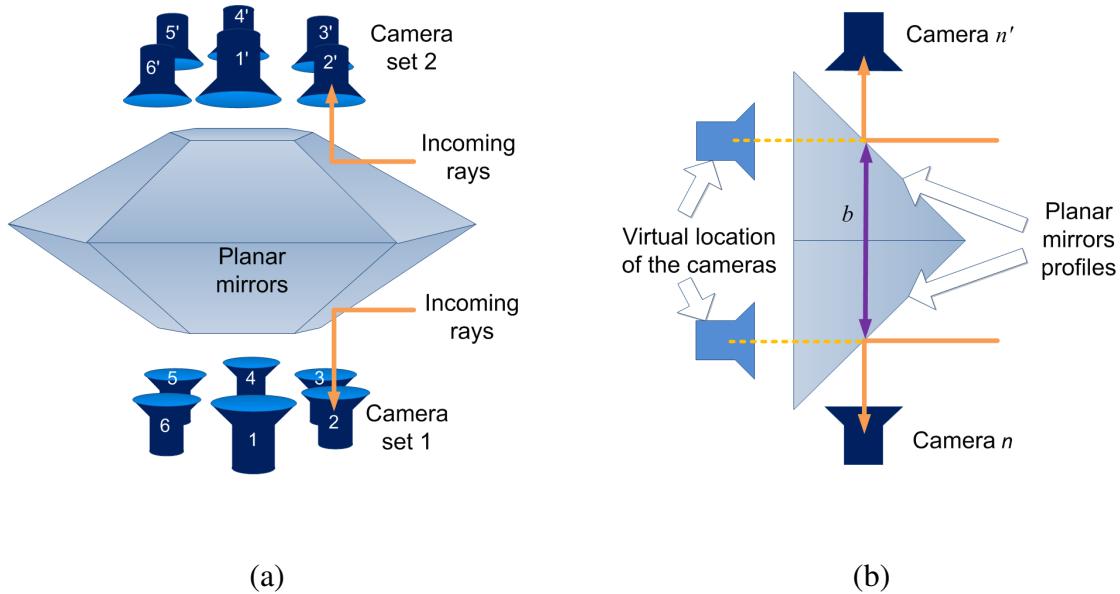 4'
5'
3'
1'
2'
6'
Camera
set 2
Incoming
rays
Planar
mirrors
Incoming
rays
5
4
3
6
1
2
Camera
set 1
(a)
Camera n'
b
Virtual location
of the cameras
Planar
mirrors
profiles
Camera n
(b)